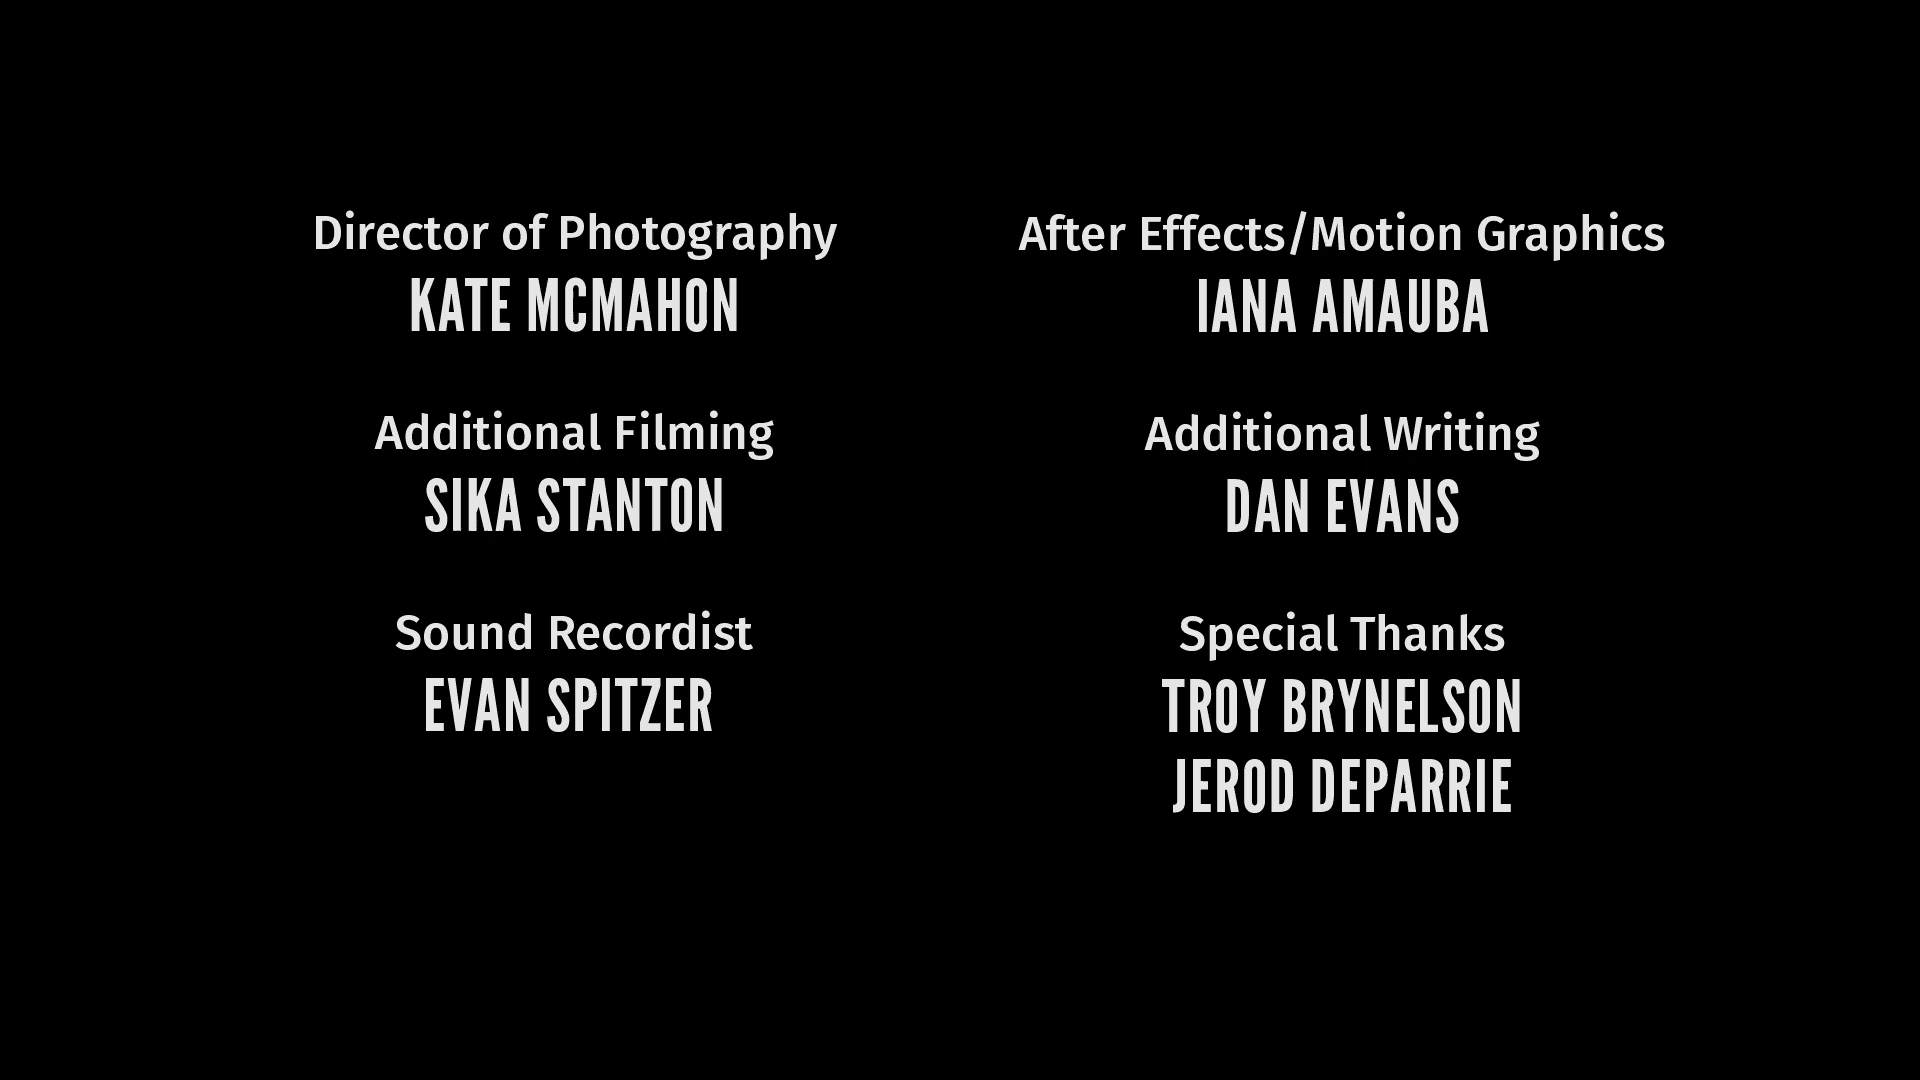 Director of Photography
KATE MCMAHON
Additional Filming
SIKA STANTON
Sound Recordist
EVAN SPITZER
After Effects/Motion Graphics
IANA AMAUBA
Additional Writing
DAN EVANS
Special Thanks
TROY BRYNELSON
JEROD DEPARRIE